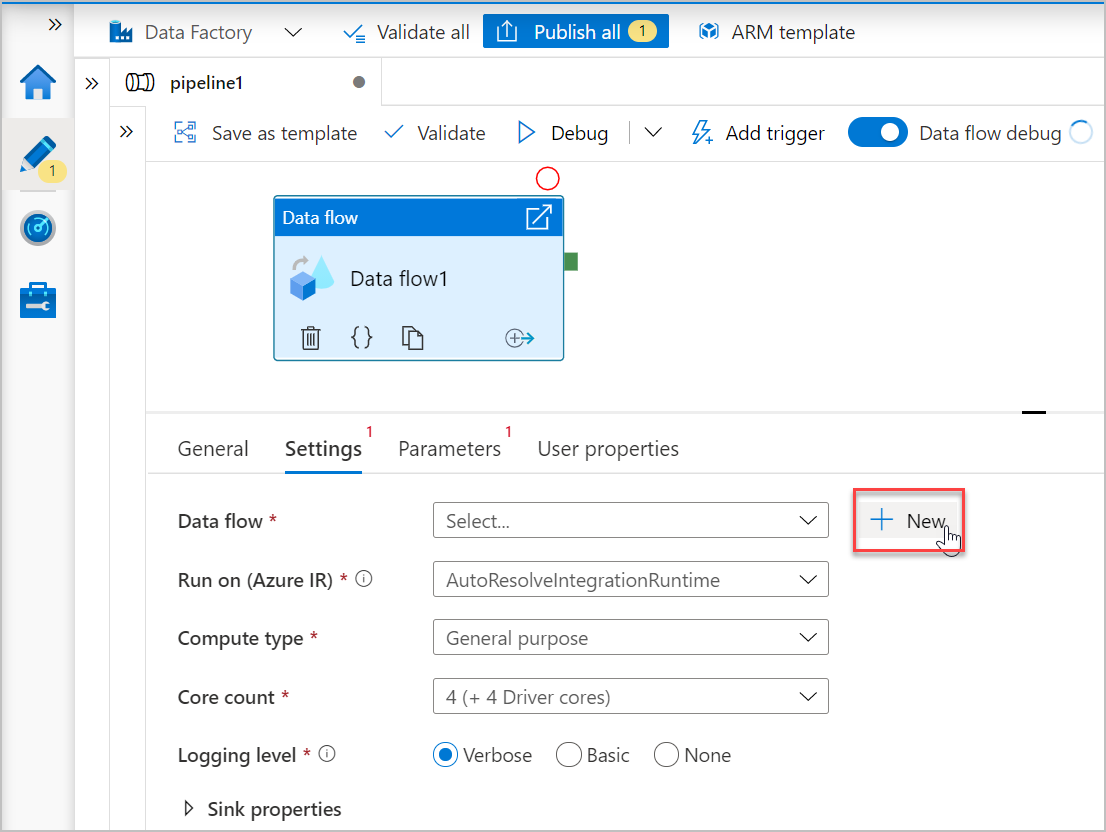 Data Factory Validate all Publish all 1 ARM template
pipeline1
Save as template Validate Debug Add trigger Data flow debug
1
Data flow
Data flow1
General Settings 1 Parameters 1 User properties
Data flow * Select... New
Run on (Azure IR) * AutoResolveIntegrationRuntime
Compute type * General purpose
Core count * 4 (+ 4 Driver cores)
Logging level * Verbose Basic None
Sink properties